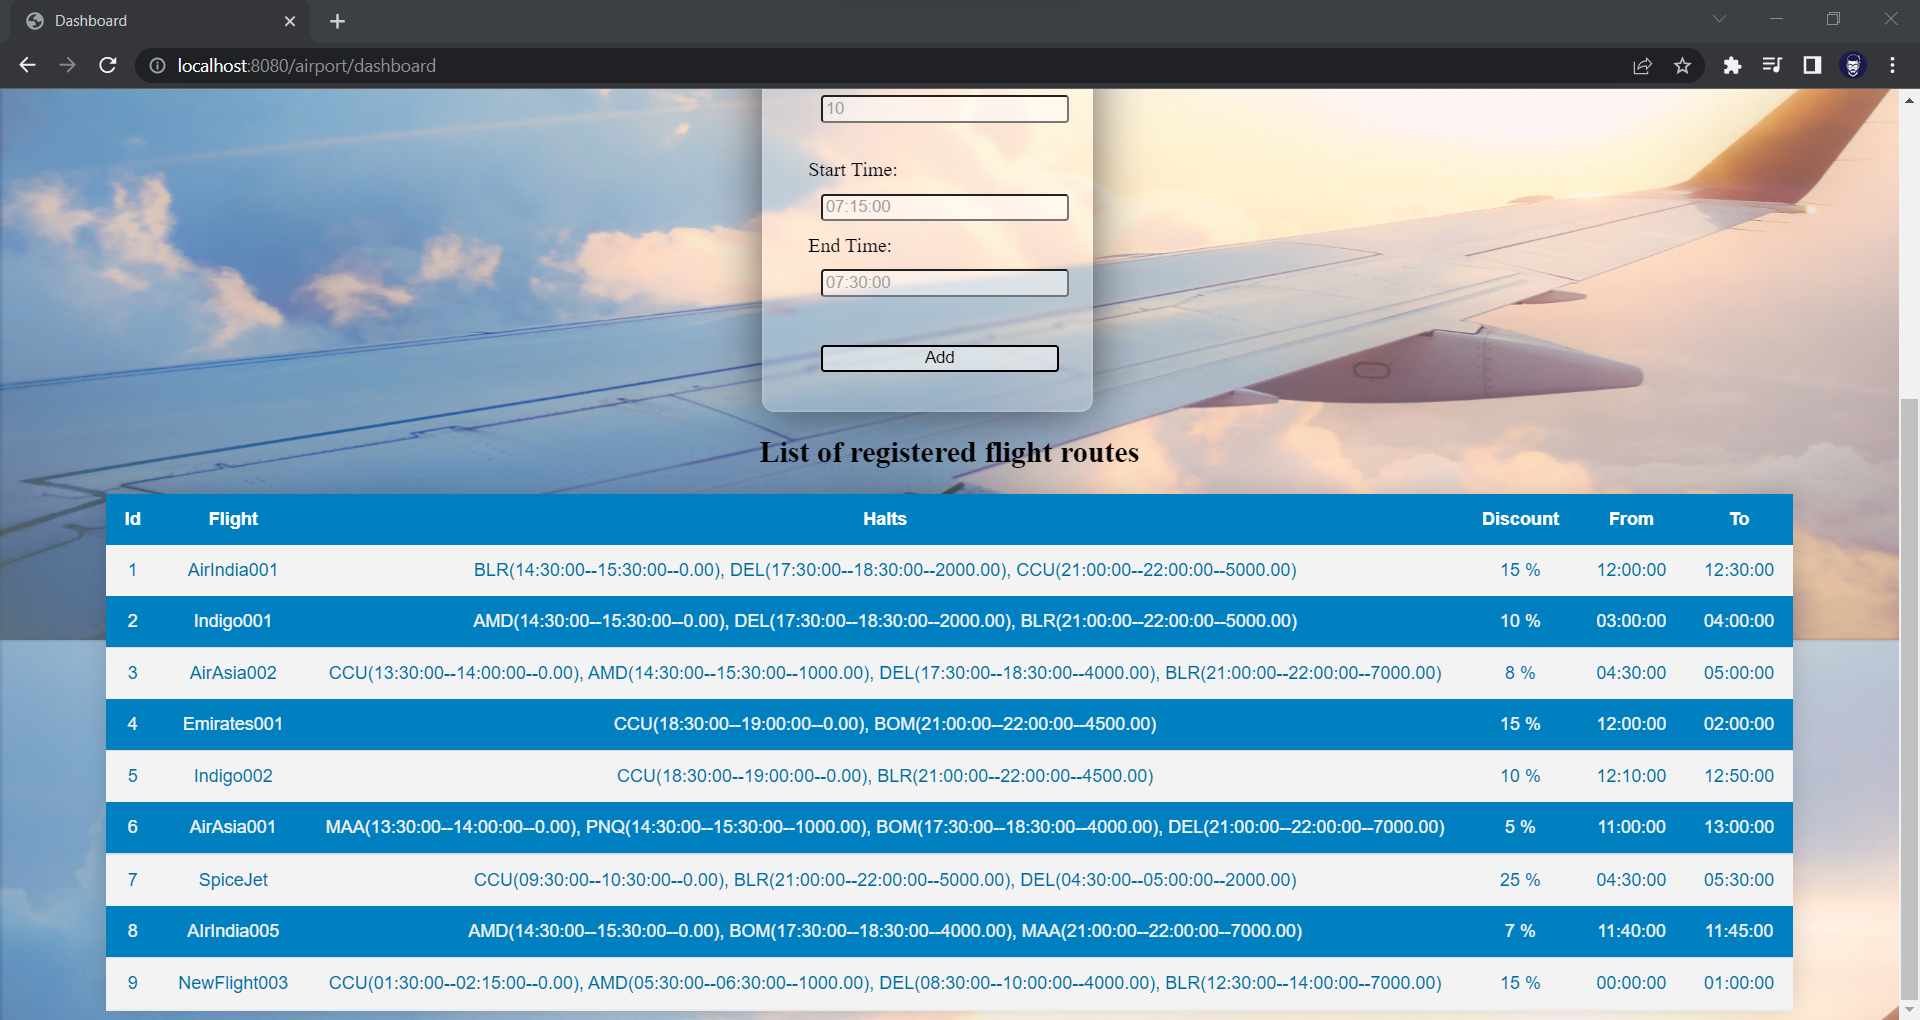 Dashboard
localhost:8080/airport/dashboard
10
Start Time:
07:15:00
End Time:
07:30:00
Add
List of registered flight routes
Id Flight Halts Discount From To
1 AirIndia001 BLR(14:30:00--15:30:00--0.00), DEL(17:30:00--18:30:00--2000.00), CCU(21:00:00--22:00:00--5000.00) 15 % 12:00:00 12:30:00
2 Indigo001 AMD(14:30:00--15:30:00--0.00), DEL(17:30:00--18:30:00--2000.00), BLR(21:00:00--22:00:00--5000.00) 10 % 03:00:00 04:00:00
3 AirAsia002 CCU(13:30:00--14:00:00--0.00), AMD(14:30:00--15:30:00--1000.00), DEL(17:30:00--18:30:00--4000.00), BLR(21:00:00--22:00:00--7000.00) 8 % 04:30:00 05:00:00
4 Emirates001 CCU(18:30:00--19:00:00--0.00), BOM(21:00:00--22:00:00--4500.00) 15 % 12:00:00 02:00:00
5 Indigo002 CCU(18:30:00--19:00:00--0.00), BLR(21:00:00--22:00:00--4500.00) 10 % 12:10:00 12:50:00
6 AirAsia001 MAA(13:30:00--14:00:00--0.00), PNQ(14:30:00--15:30:00--1000.00), BOM(17:30:00--18:30:00--4000.00), DEL(21:00:00--22:00:00--7000.00) 5 % 11:00:00 13:00:00
7 SpiceJet CCU(09:30:00--10:30:00--0.00), BLR(21:00:00--22:00:00--5000.00), DEL(04:30:00--05:00:00--2000.00) 25 % 04:30:00 05:30:00
8 AIrIndia005 AMD(14:30:00--15:30:00--0.00), BOM(17:30:00--18:30:00--4000.00), MAA(21:00:00--22:00:00--7000.00) 7 % 11:40:00 11:45:00
9 NewFlight003 CCU(01:30:00--02:15:00--0.00), AMD(05:30:00--06:30:00--1000.00), DEL(08:30:00--10:00:00--4000.00), BLR(12:30:00--14:00:00--7000.00) 15 % 00:00:00 01:00:00